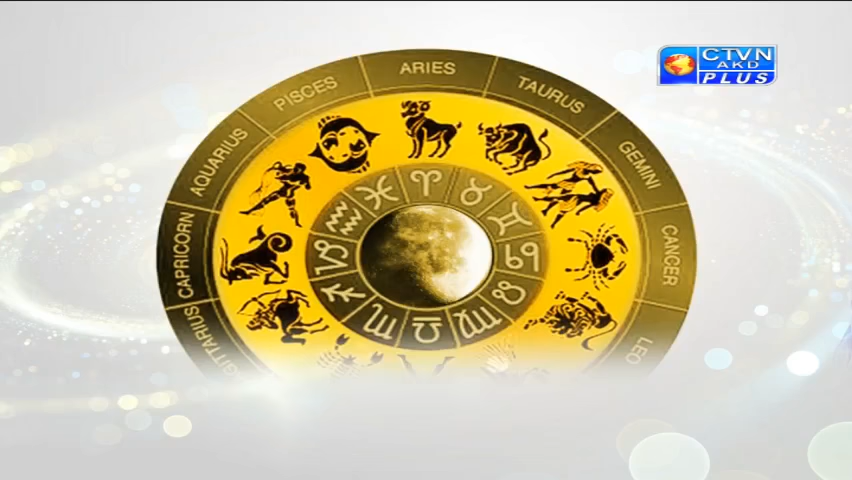 CTVN
AKD
PLUS
ARIES
TAURUS
GEMINI
CANCER
LEO
PISCES
AQUARIUS
CAPRICORN